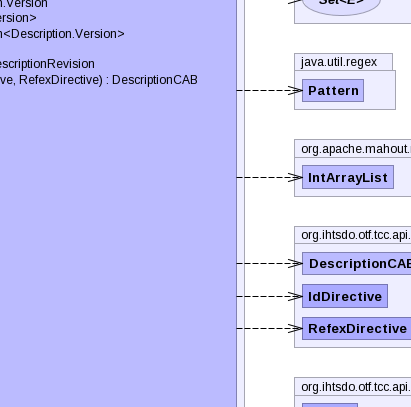 n.Version
ersion>
n<Description.Version>
escriptionRevision
ve, RefexDirective) : DescriptionCAB
Set<E>
java.util.regex
Pattern
org.apache.mahout.
IntArrayList
org.ihtsdo.otf.tcc.api.
DescriptionCAB
IdDirective
RefexDirective
org.ihtsdo.otf.tcc.api.